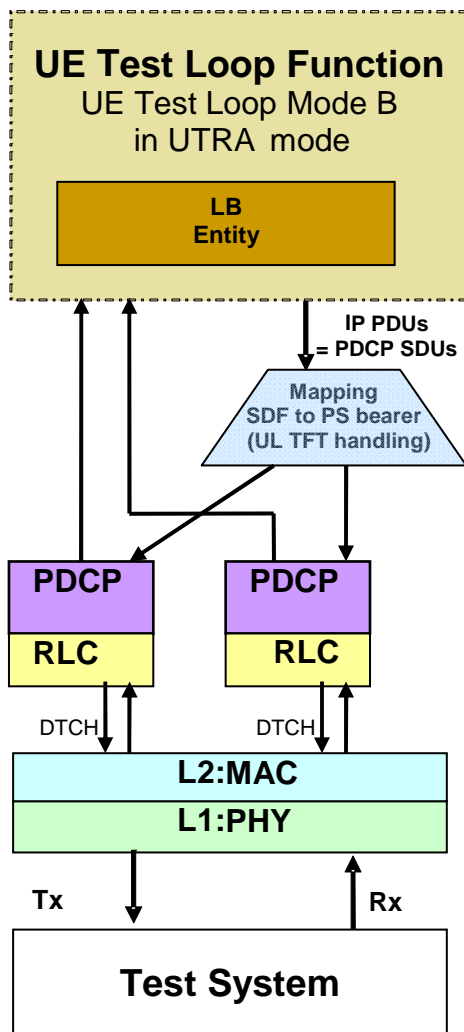 UE Test Loop Function
UE Test Loop Mode B
in UTRA mode
LB
Entity
IP PDUs
= PDCP SDUs
Mapping
SDF to PS bearer
(UL TFT handling)
PDCP
PDCP
RLC
RLC
DTCH
DTCH
L2:MAC
L1:PHY
Tx
Rx
Test System